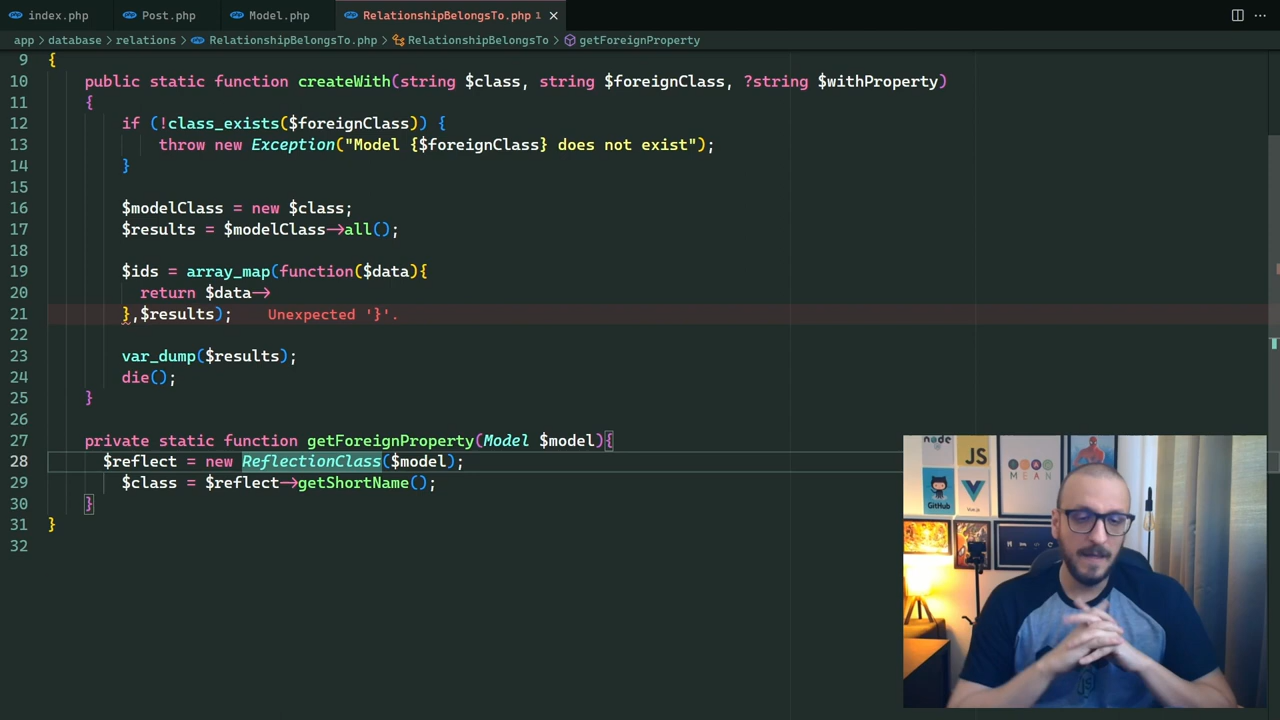 index.php Post.php Model.php RelationshipBelongsTo.php 1
app > database > relations > RelationshipBelongsTo.php > RelationshipBelongsTo > getForeignProperty
9 {
10 public static function createWith(string $class, string $foreignClass, ?string $withProperty)
11 {
12 if (!class_exists($foreignClass)) {
13 throw new Exception("Model {$foreignClass} does not exist");
14 }
15
16 $modelClass = new $class;
17 $results = $modelClass->all();
18
19 $ids = array_map(function($data){
20 return $data->
21 },$results); Unexpected '}'.
22
23 var_dump($results);
24 die();
25 }
26
27 private static function getForeignProperty(Model $model){
28 $reflect = new ReflectionClass($model);
29 $class = $reflect->getShortName();
30 }
31 }
32
node
JS
GitHub
MEAN
Vue.js